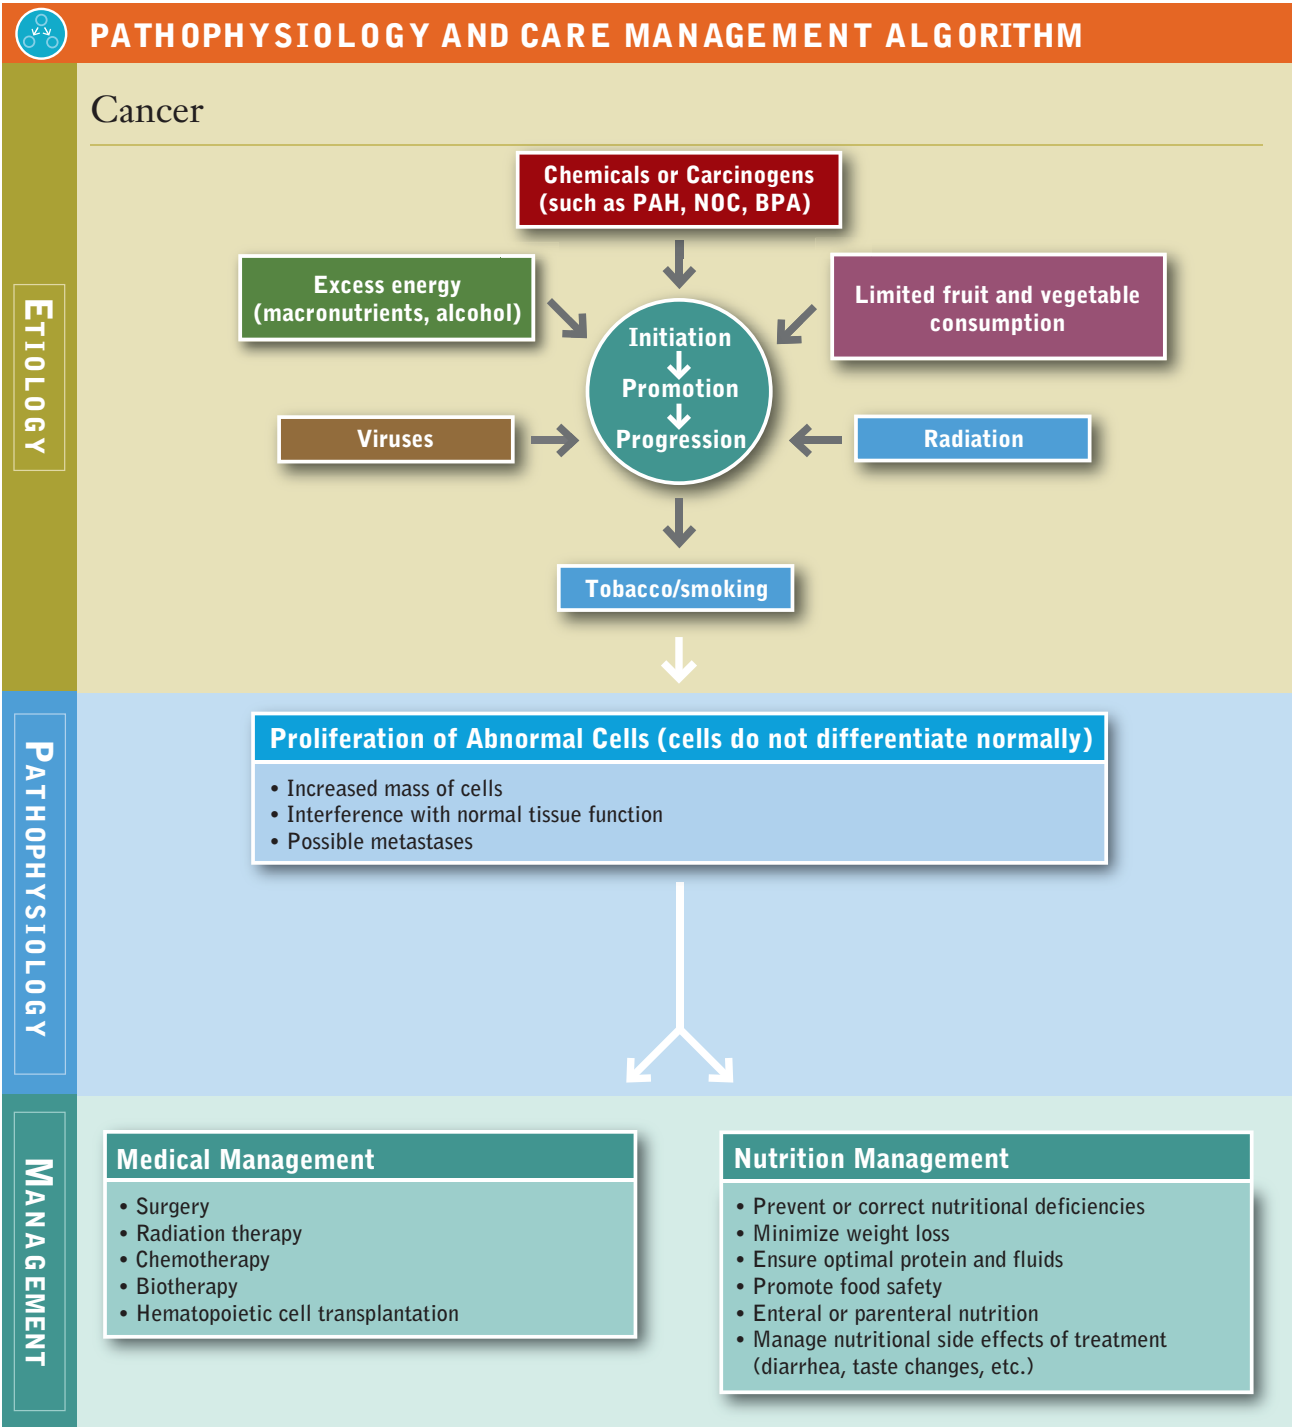 PATHOPHYSIOLOGY AND CARE MANAGEMENT ALGORITHM
Cancer
ETIOLOGY
Chemicals or Carcinogens
(such as PAH, NOC, BPA)
Excess energy
(macronutrients, alcohol)
Limited fruit and vegetable
consumption
Initiation
Promotion
Progression
Viruses
Radiation
Tobacco/smoking
PATHOPHYSIOLOGY
Proliferation of Abnormal Cells (cells do not differentiate normally)
• Increased mass of cells
• Interference with normal tissue function
• Possible metastases
MANAGEMENT
Medical Management
• Surgery
• Radiation therapy
• Chemotherapy
• Biotherapy
• Hematopoietic cell transplantation
Nutrition Management
• Prevent or correct nutritional deficiencies
• Minimize weight loss
• Ensure optimal protein and fluids
• Promote food safety
• Enteral or parenteral nutrition
• Manage nutritional side effects of treatment
(diarrhea, taste changes, etc.)